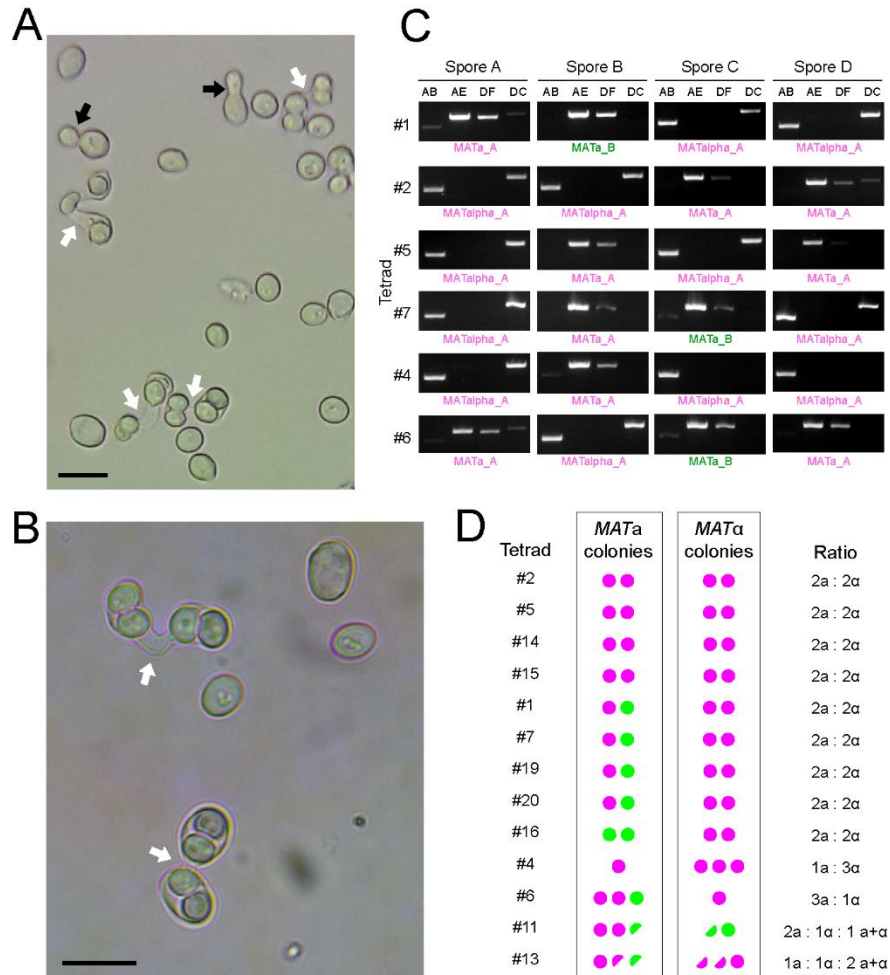 A
B
C
Spore A Spore B Spore C Spore D
AB AE DF DC AB AE DF DC AB AE DF DC AB AE DF DC
Tetrad
#1
MATa_A MATa_B MATalpha_A MATalpha_A
#2
MATalpha_A MATalpha_A MATa_A MATa_A
#5
MATalpha_A MATa_A MATalpha_A MATa_A
#7
MATalpha_A MATa_A MATa_B MATalpha_A
#4
MATalpha_A MATa_A MATalpha_A MATalpha_A
#6
MATa_A MATalpha_A MATa_B MATa_A
D
Tetrad MATa colonies MATα colonies Ratio
#2 2a : 2α
#5 2a : 2α
#14 2a : 2α
#15 2a : 2α
#1 2a : 2α
#7 2a : 2α
#19 2a : 2α
#20 2a : 2α
#16 2a : 2α
#4 1a : 3α
#6 3a : 1α
#11 2a : 1α : 1 a+α
#13 1a : 1α : 2 a+α